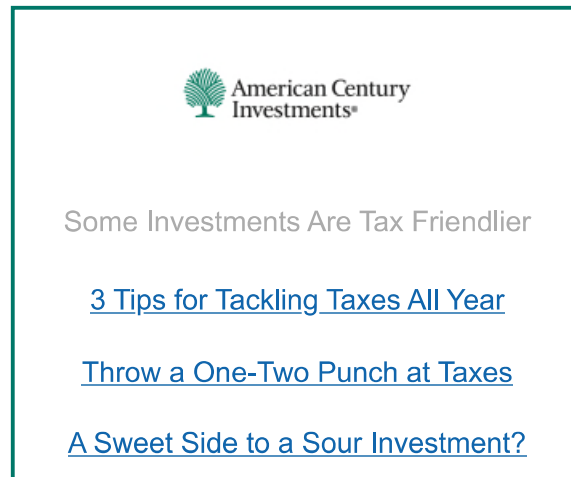 American Century
Investments®
Some Investments Are Tax Friendlier
3 Tips for Tackling Taxes All Year
Throw a One-Two Punch at Taxes
A Sweet Side to a Sour Investment?